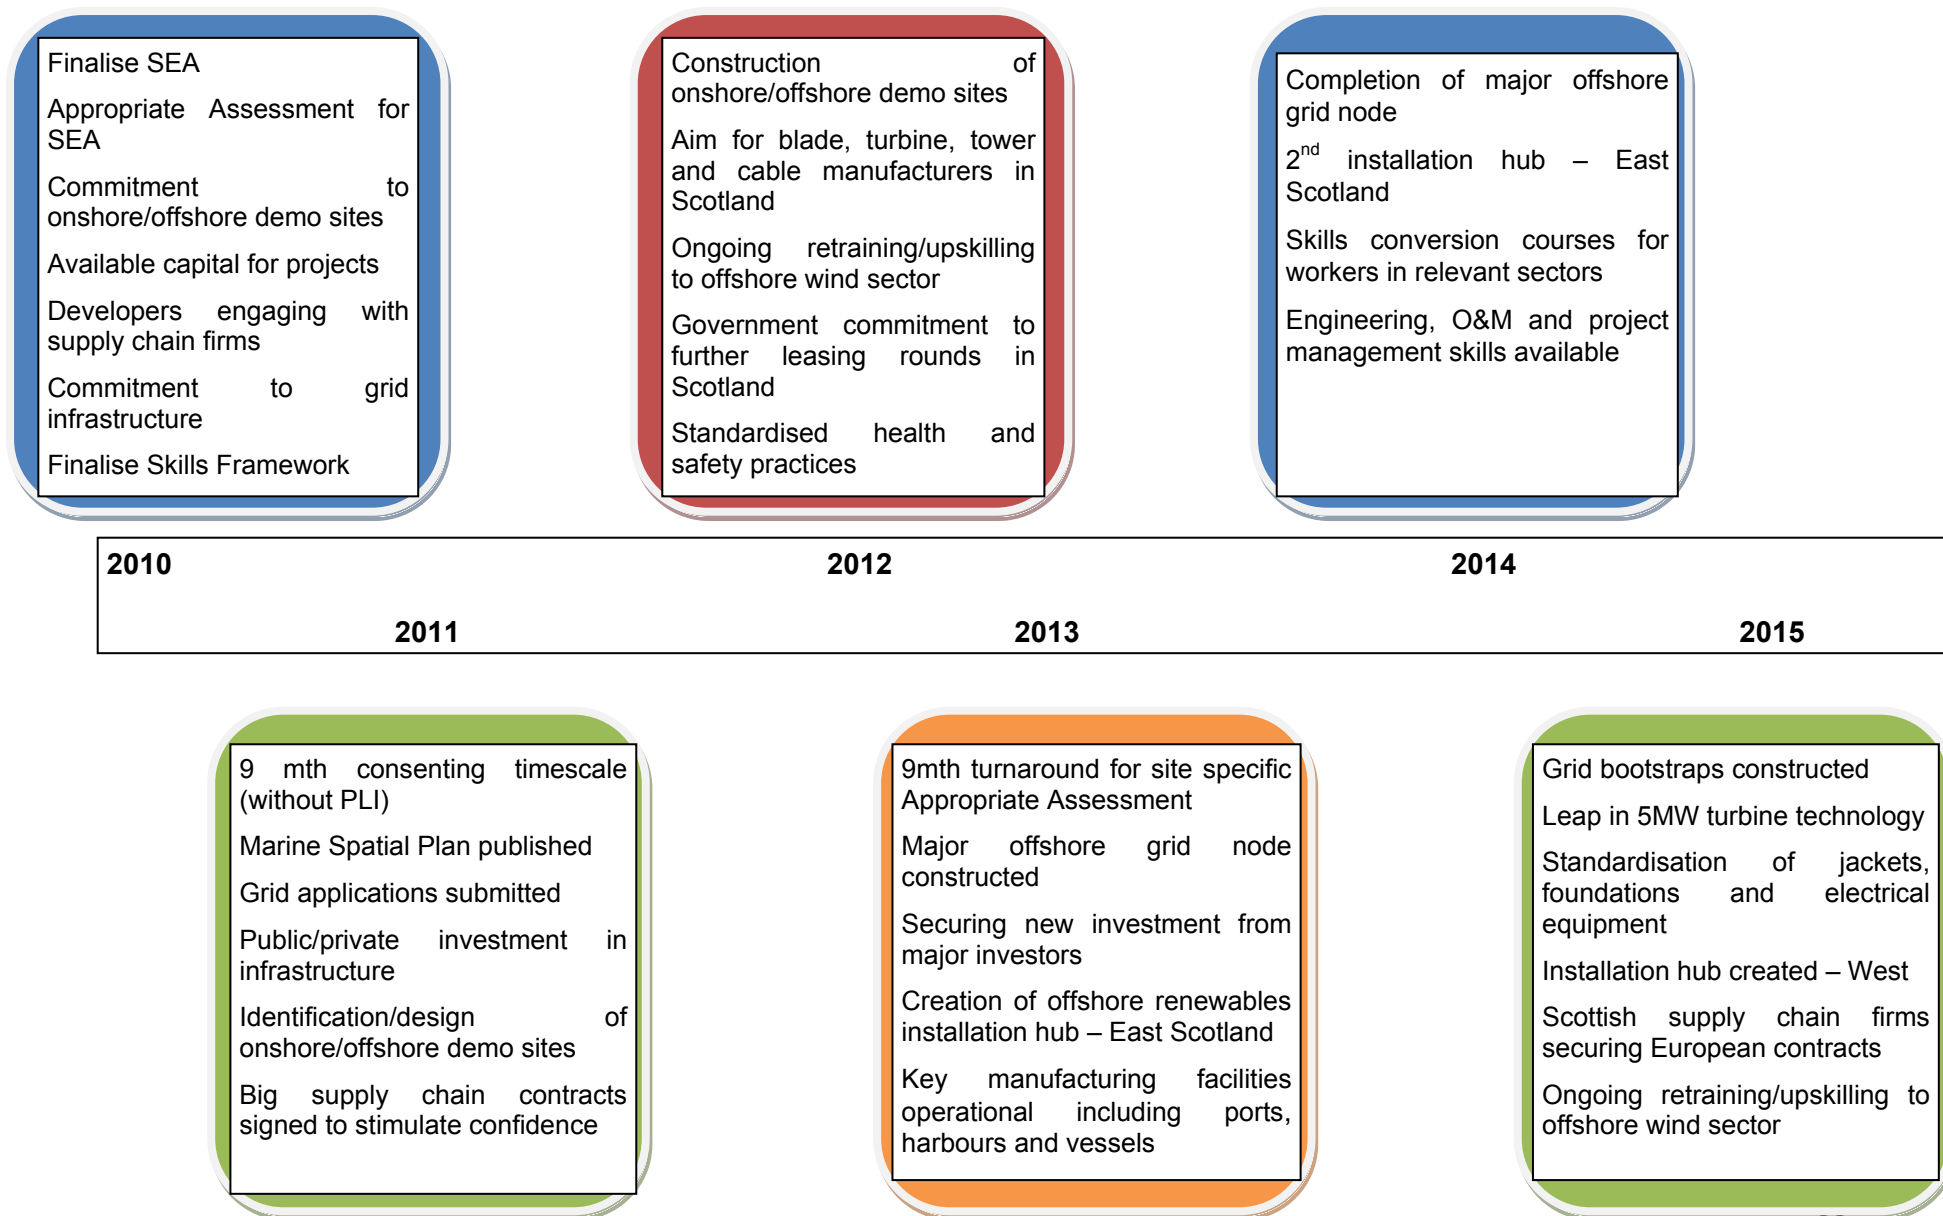 Finalise SEA
Appropriate Assessment for
SEA
Commitment to
onshore/offshore demo sites
Available capital for projects
Developers engaging with
supply chain firms
Commitment to grid
infrastructure
Finalise Skills Framework
Construction of
onshore/offshore demo sites
Aim for blade, turbine, tower
and cable manufacturers in
Scotland
Ongoing retraining/upskilling
to offshore wind sector
Government commitment to
further leasing rounds in
Scotland
Standardised health and
safety practices
Completion of major offshore
grid node
2nd installation hub – East
Scotland
Skills conversion courses for
workers in relevant sectors
Engineering, O&M and project
management skills available
2010
2012
2014
2011
2013
2015
9 mth consenting timescale
(without PLI)
Marine Spatial Plan published
Grid applications submitted
Public/private investment in
infrastructure
Identification/design of
onshore/offshore demo sites
Big supply chain contracts
signed to stimulate confidence
9mth turnaround for site specific
Appropriate Assessment
Major offshore grid node
constructed
Securing new investment from
major investors
Creation of offshore renewables
installation hub – East Scotland
Key manufacturing facilities
operational including ports,
harbours and vessels
Grid bootstraps constructed
Leap in 5MW turbine technology
Standardisation of jackets,
foundations and electrical
equipment
Installation hub created – West
Scottish supply chain firms
securing European contracts
Ongoing retraining/upskilling to
offshore wind sector